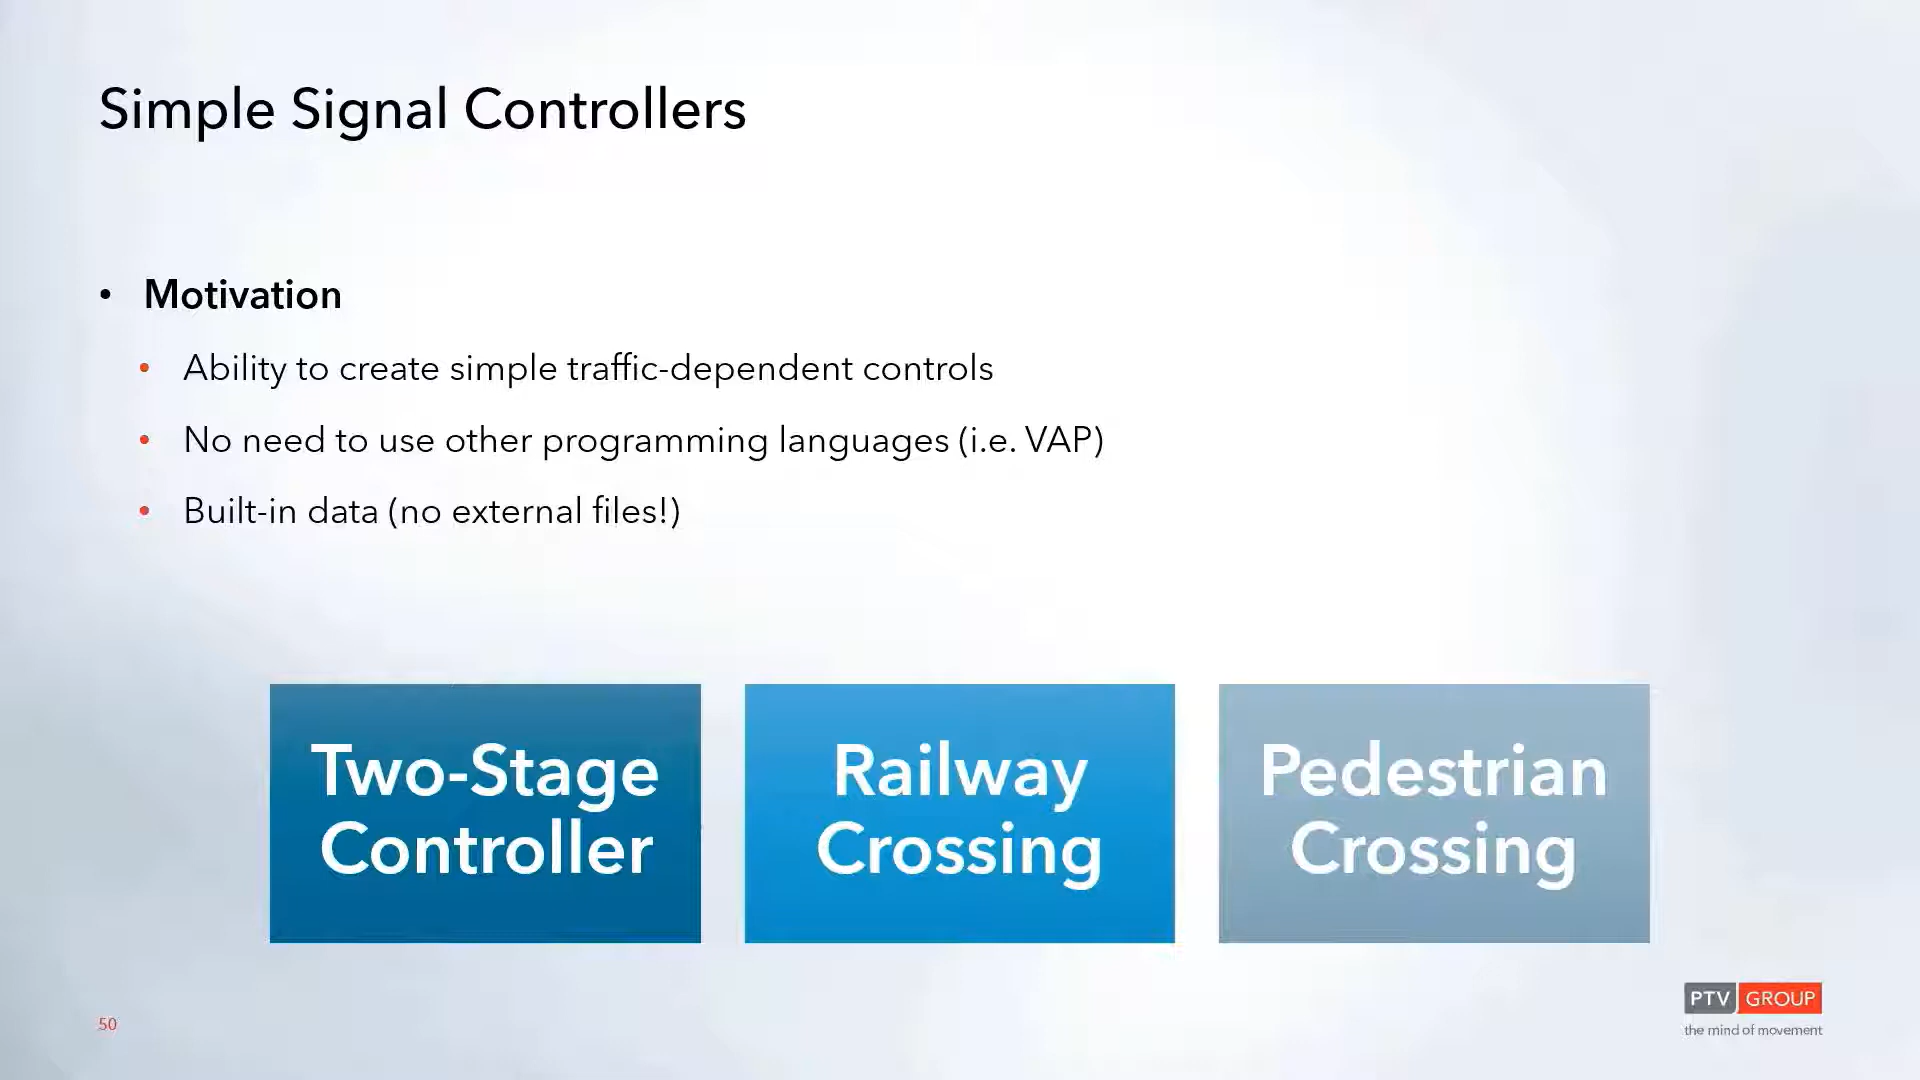 Simple Signal Controllers
• Motivation
• Ability to create simple traffic-dependent controls
• No need to use other programming languages (i.e. VAP)
• Built-in data (no external files!)
Two-Stage
Controller
Railway
Crossing
Pedestrian
Crossing
50
PTV GROUP
the mind of movement